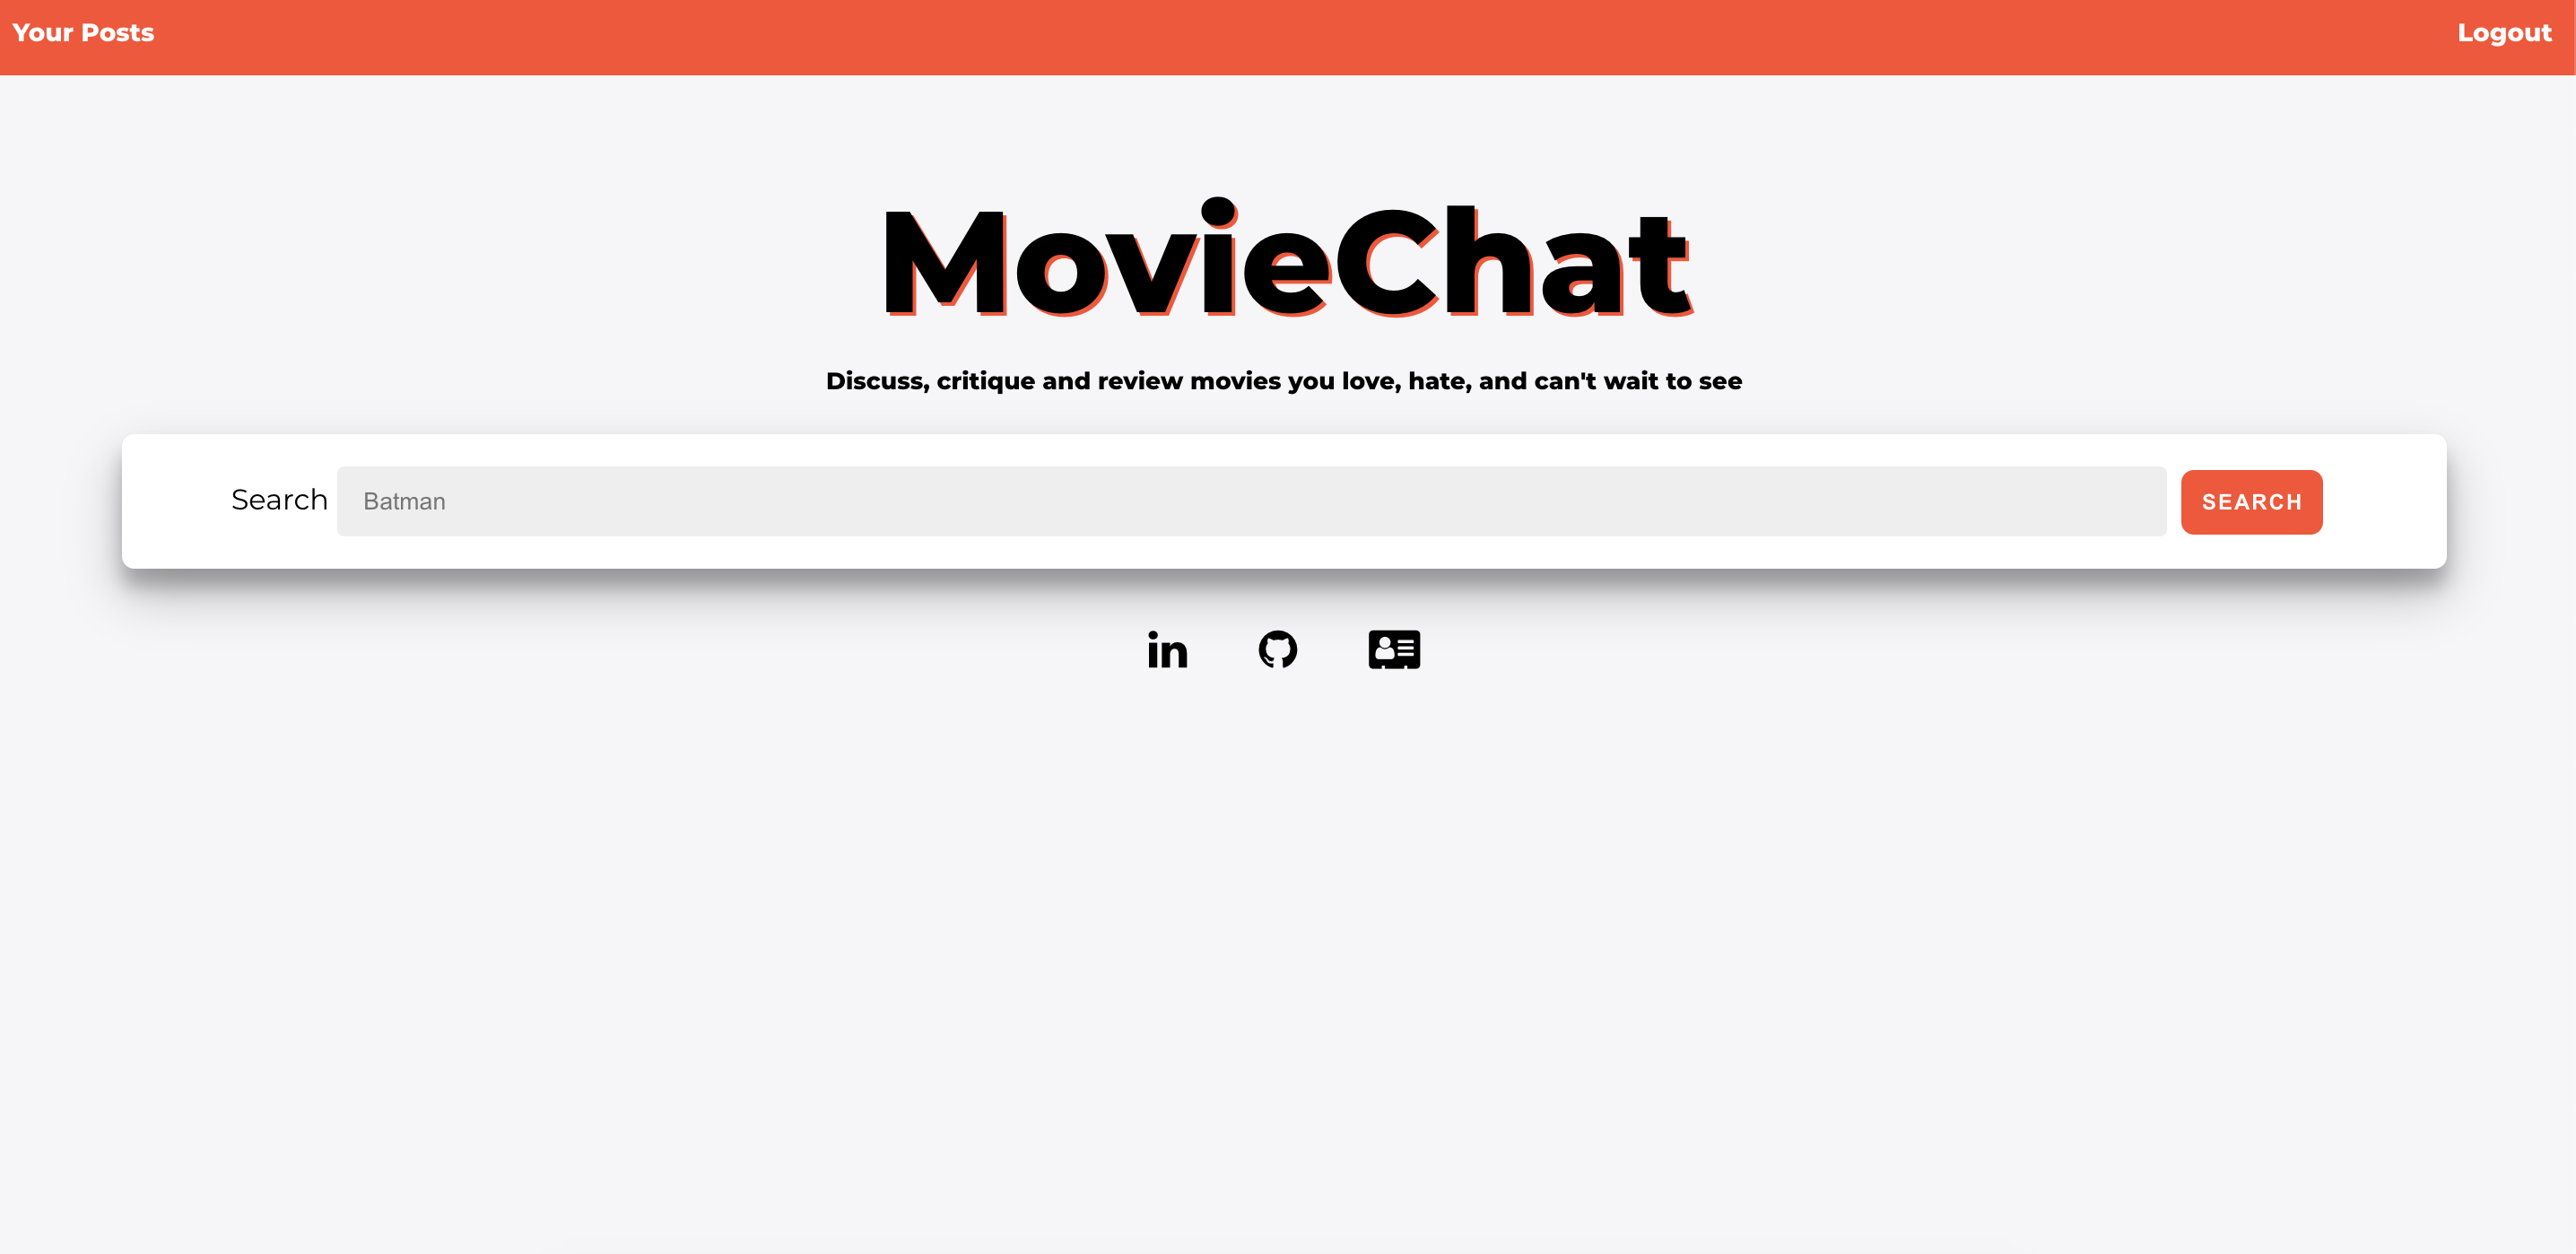 Your Posts
Logout
MovieChat
Discuss, critique and review movies you love, hate, and can't wait to see
Search
Batman
SEARCH
in